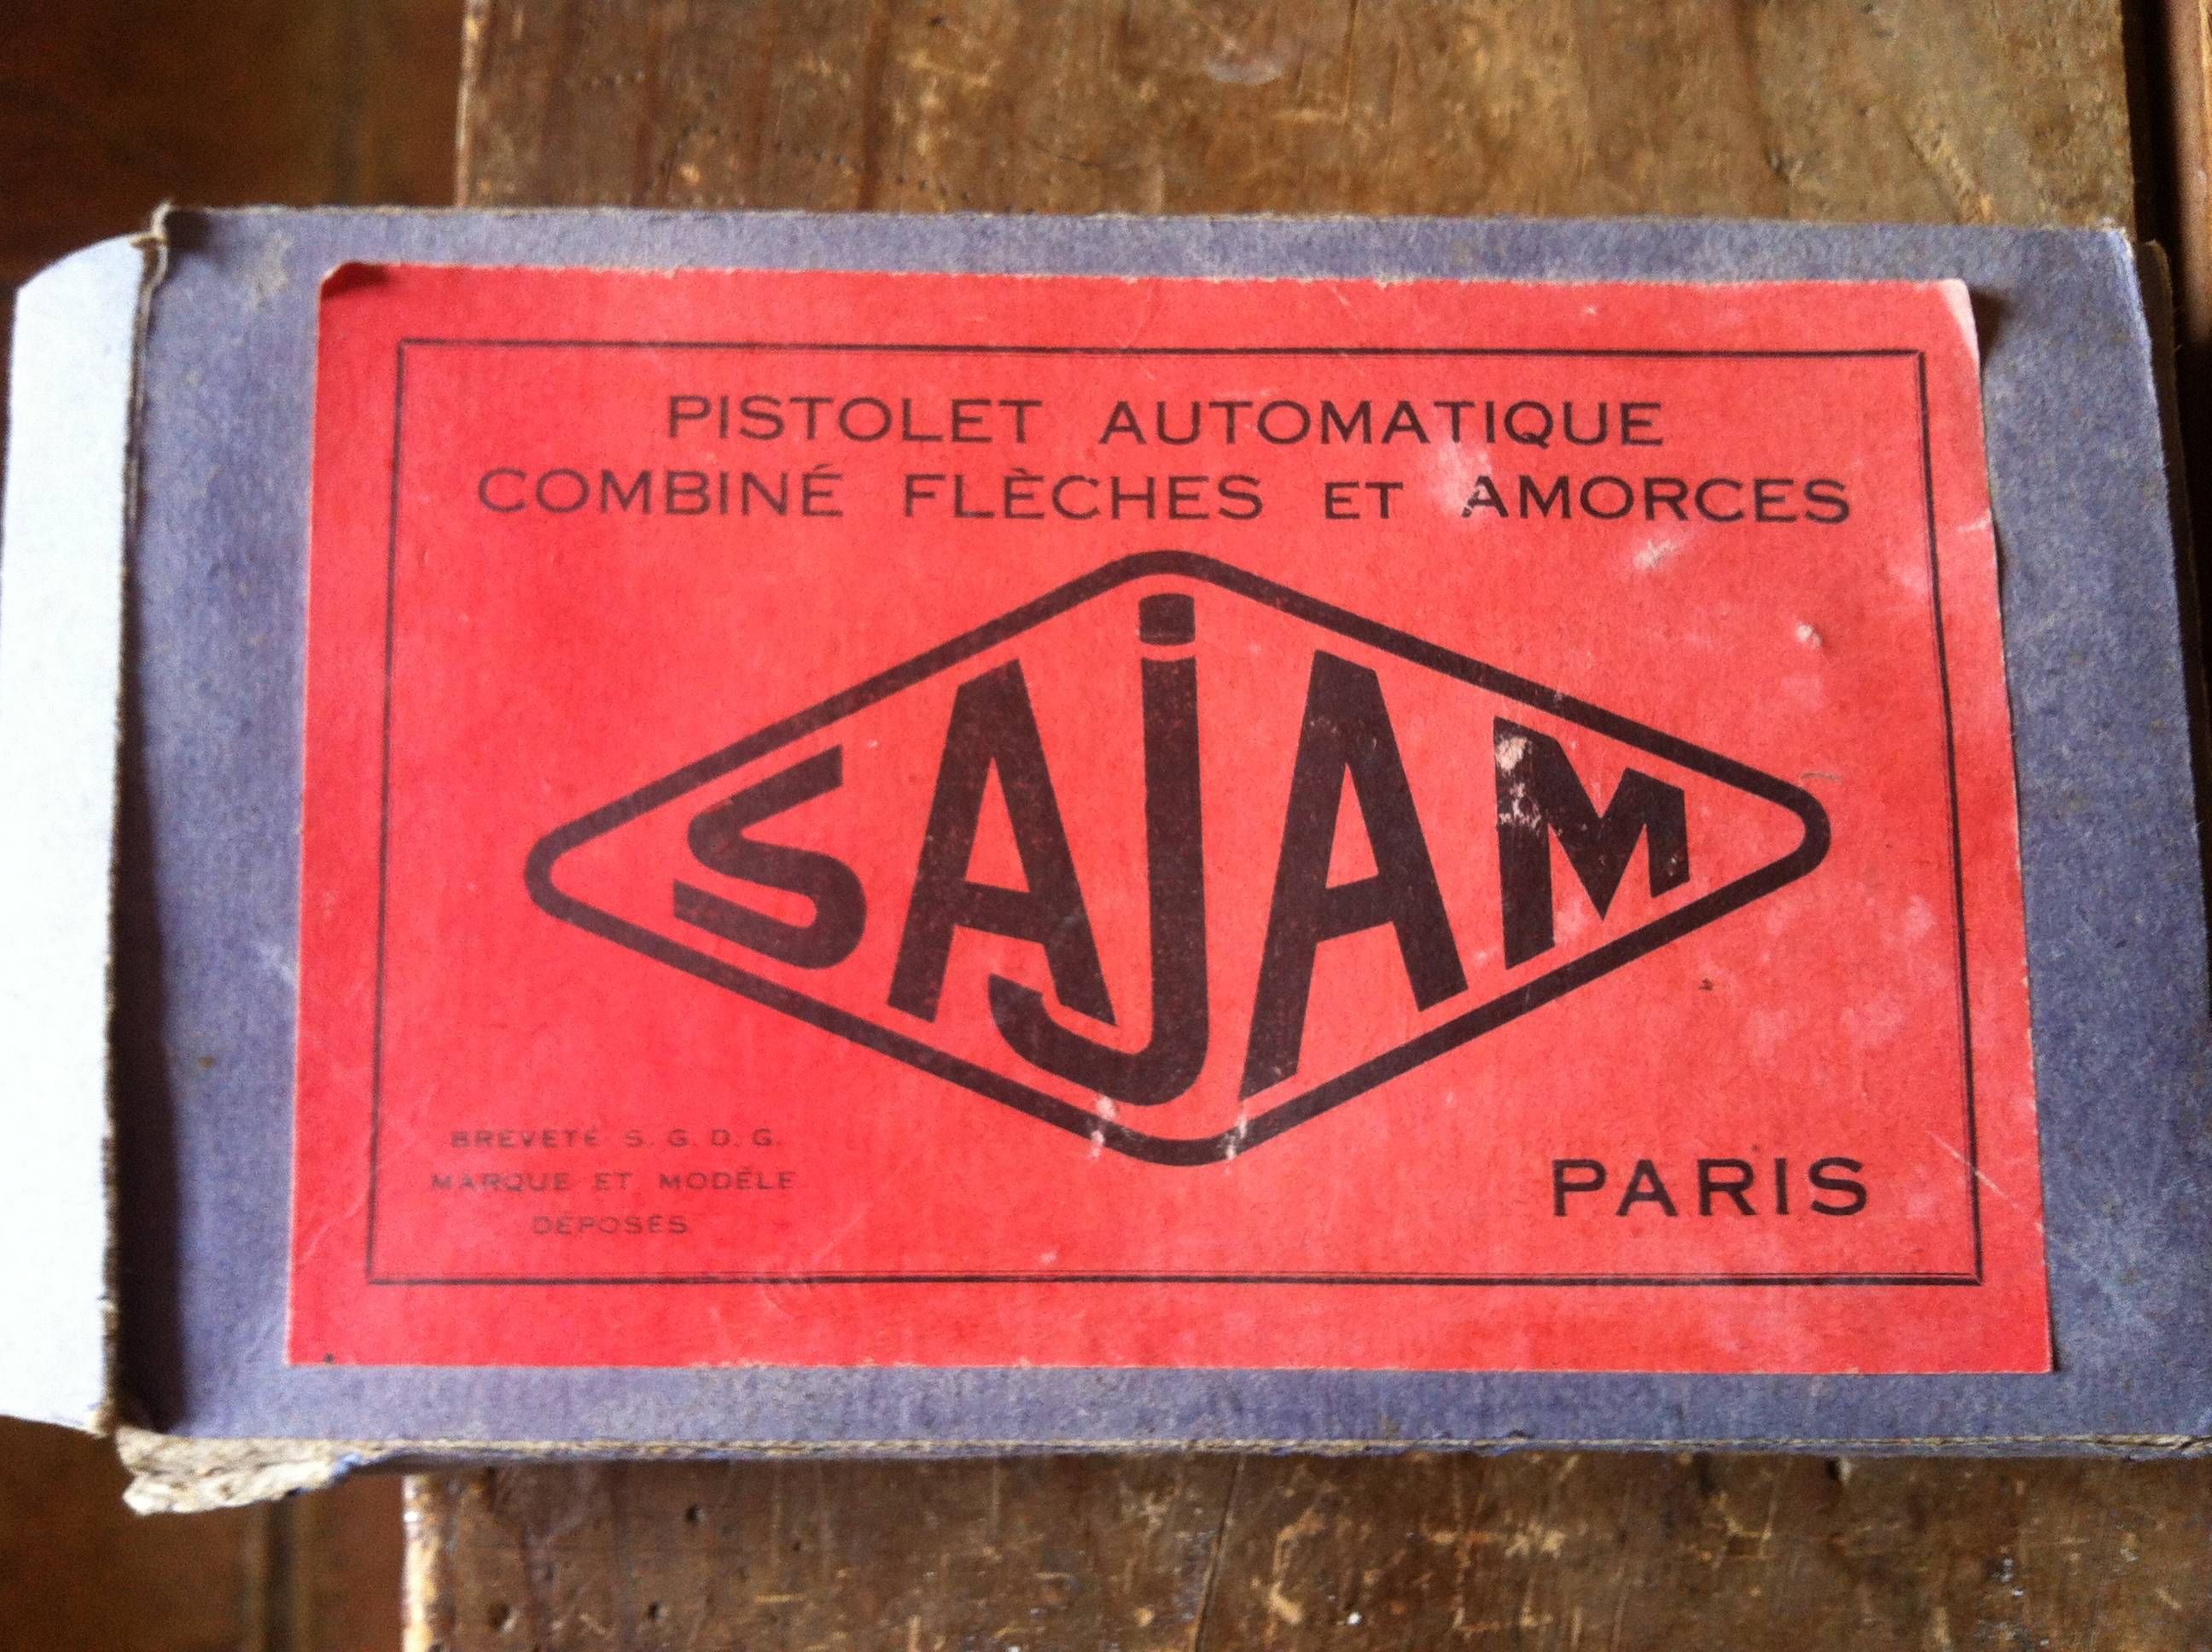 PISTOLET AUTOMATIQUE
COMBINÉ FLÈCHES ET AMORCES
SAjAM
BREVETÉ S. G. D. G.
MARQUE ET MODÈLE
DÉPOSÉS
PARIS